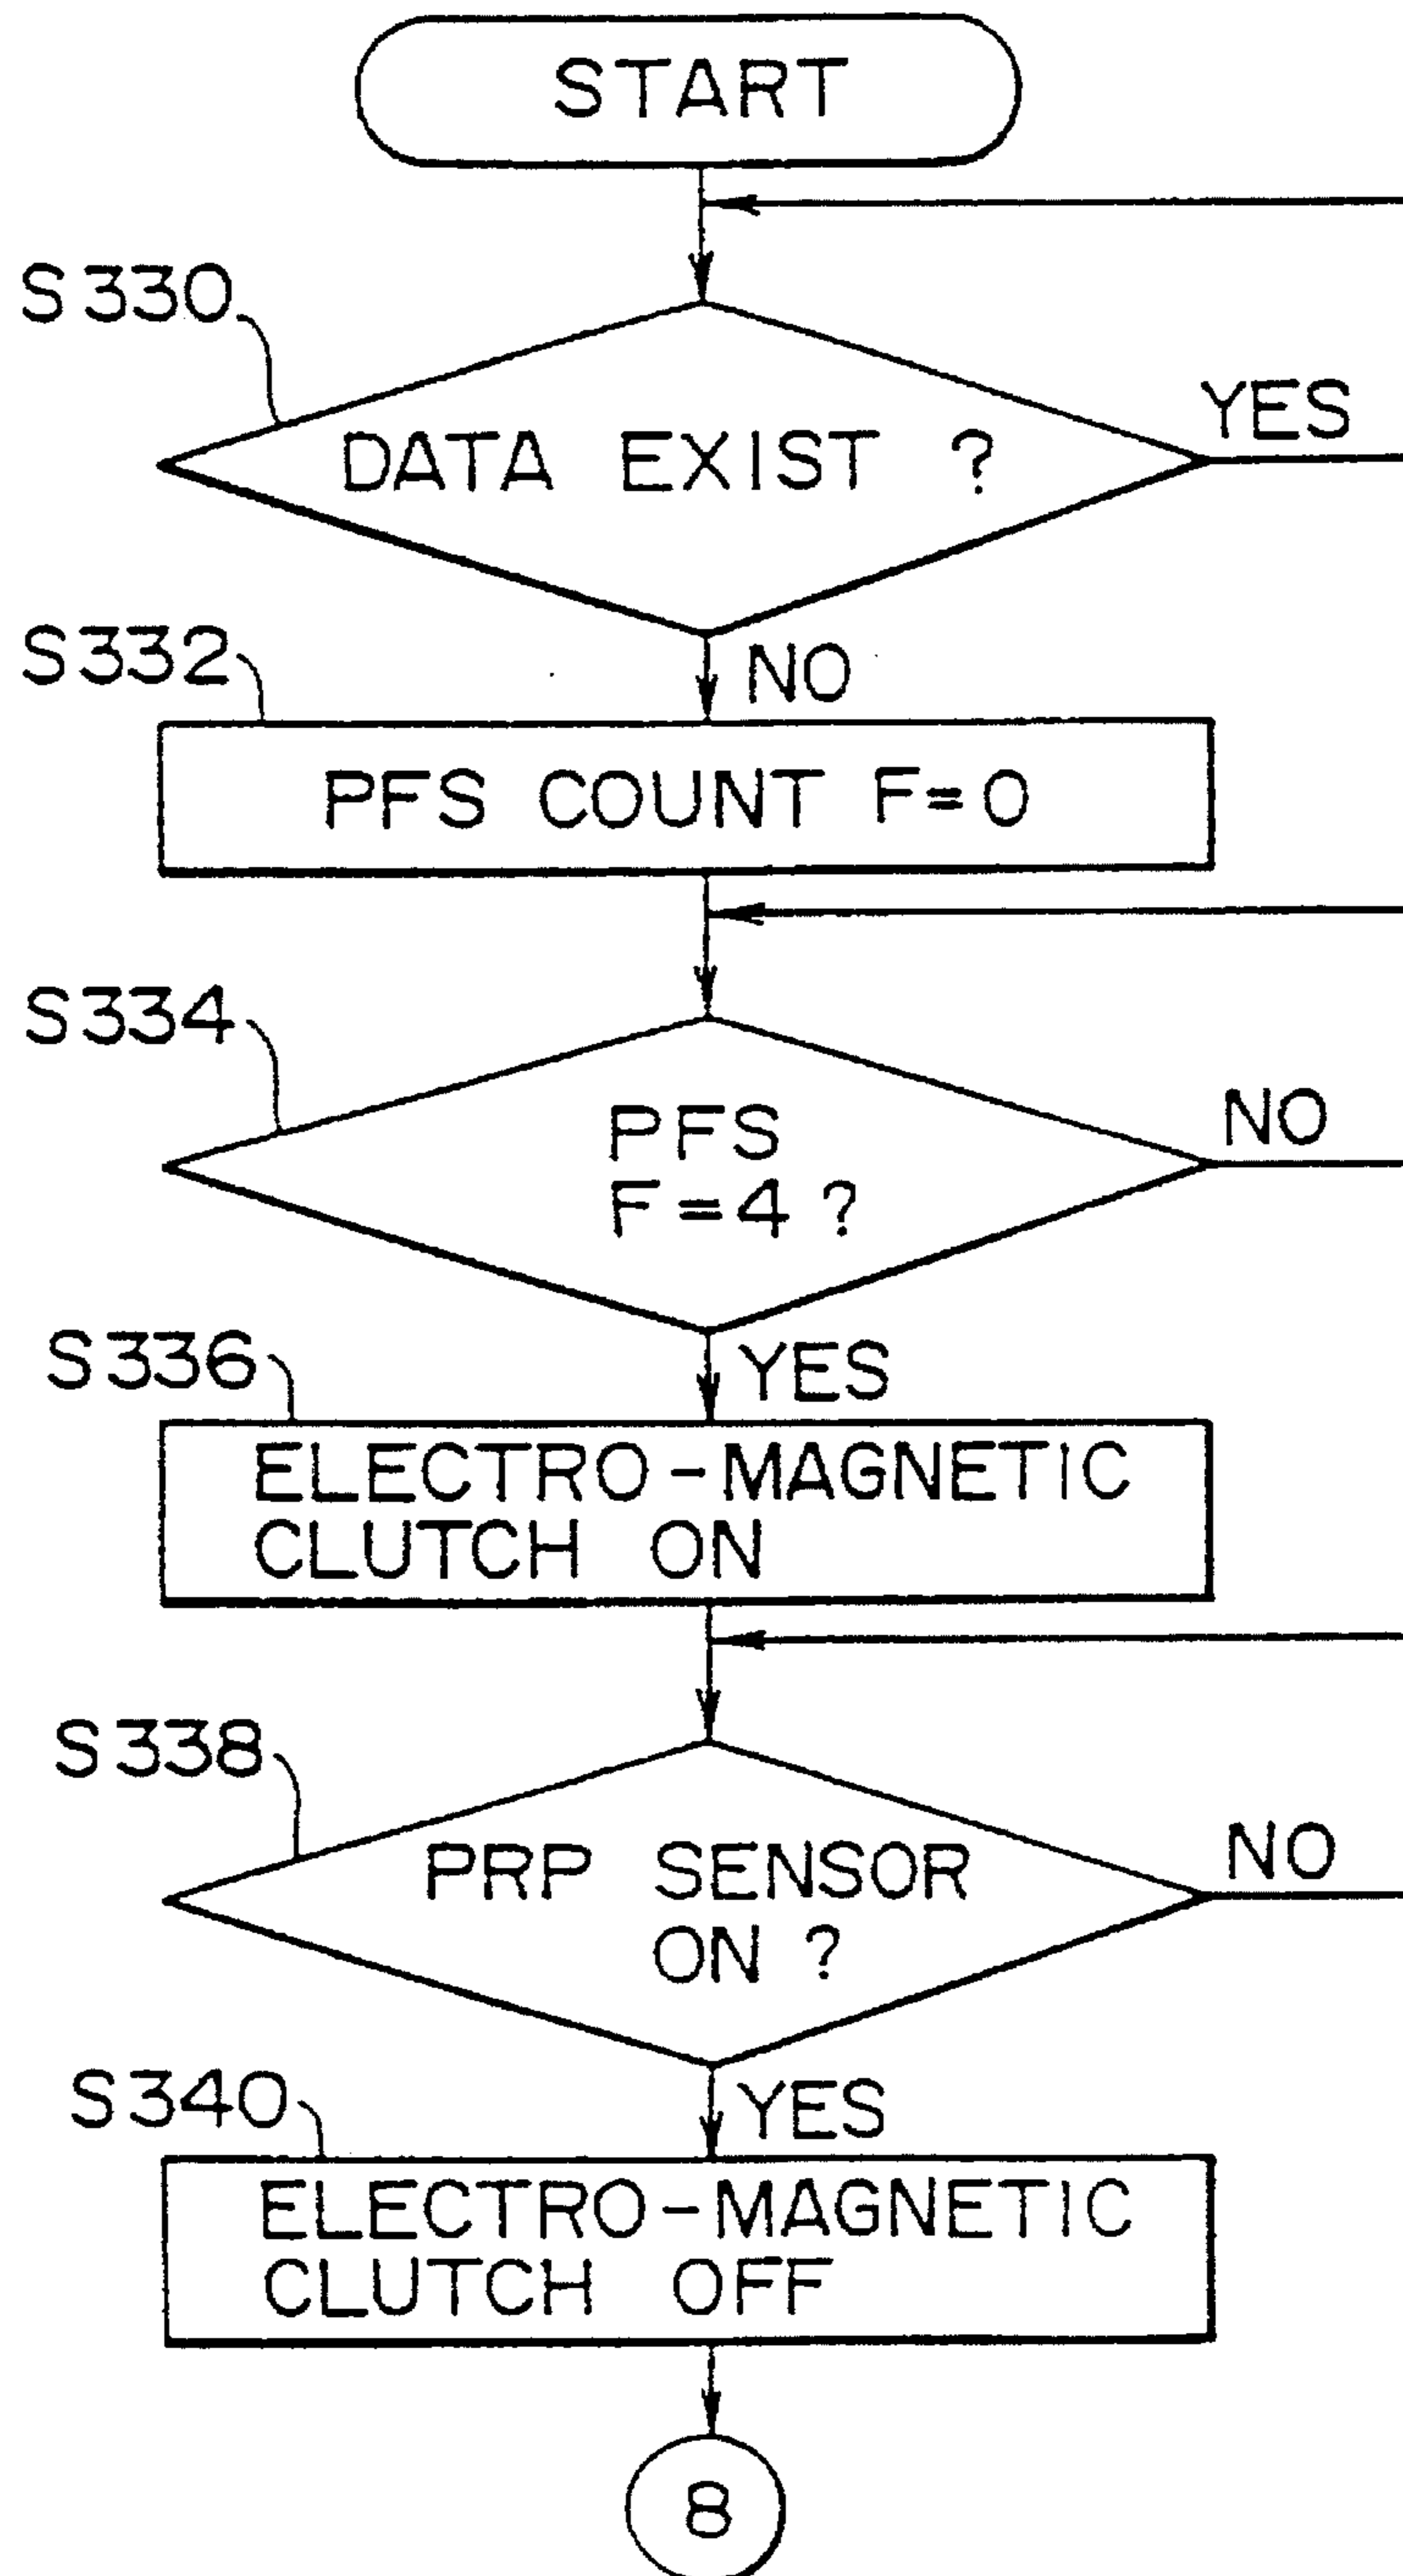 START
S330
DATA EXIST ?
YES
NO
S332
PFS COUNT F=0
S334
PFS
F=4 ?
NO
YES
S336
ELECTRO-MAGNETIC
CLUTCH ON
S338
PRP SENSOR
ON ?
NO
YES
S340
ELECTRO-MAGNETIC
CLUTCH OFF
8